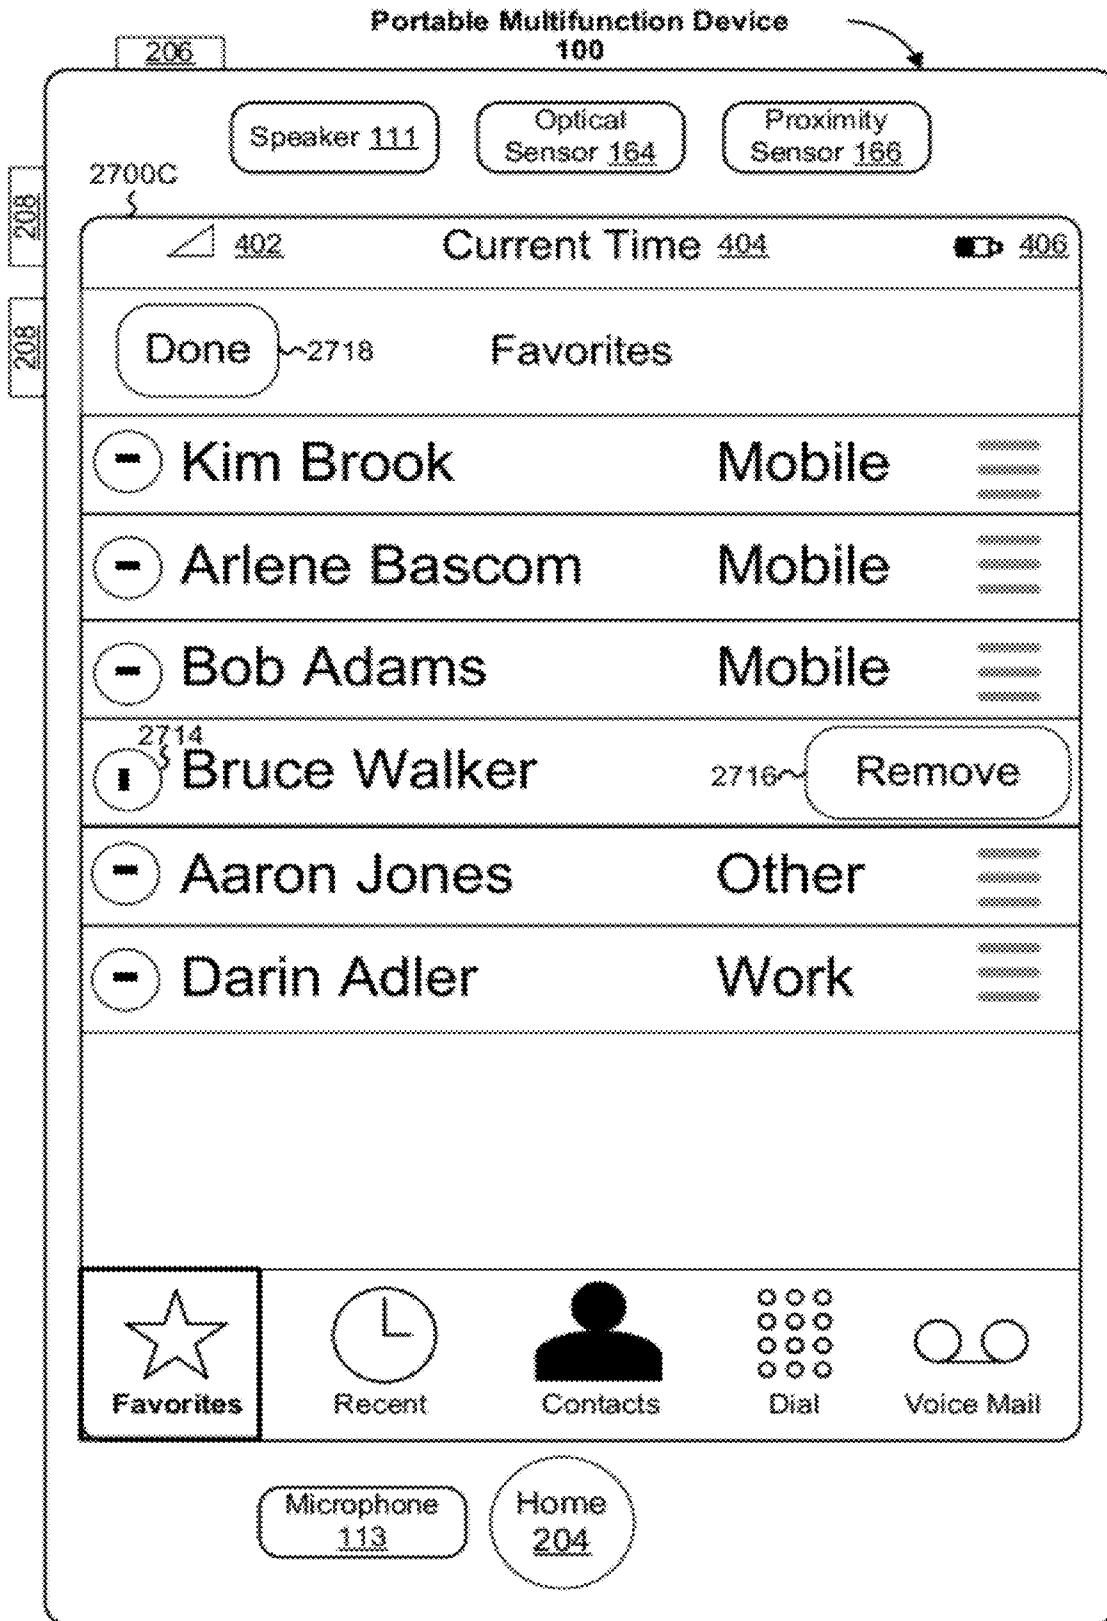 Portable Multifunction Device
100
206
Speaker 111
Optical
Sensor 164
Proximity
Sensor 166
2700C
208
402
Current Time 404
406
208
Done
2718
Favorites
Kim Brook Mobile
Arlene Bascom Mobile
Bob Adams Mobile
2714
Bruce Walker
2716
Remove
Aaron Jones Other
Darin Adler Work
Favorites
Recent
Contacts
Dial
Voice Mail
Microphone
113
Home
204